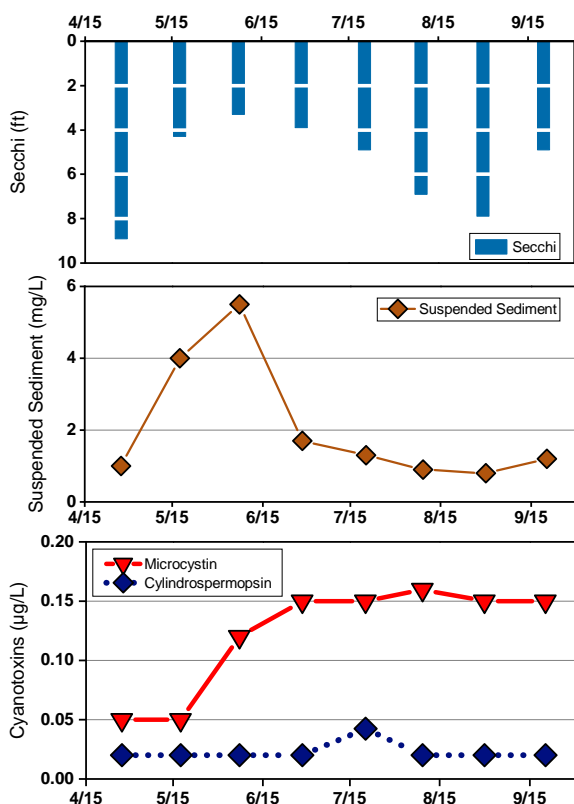 4/15 5/15 6/15 7/15 8/15 9/15
0
2
4
6
8
10
Secchi (ft)
Secchi
6
4
2
0
Suspended Sediment (mg/L)
Suspended Sediment
4/15 5/15 6/15 7/15 8/15 9/15
0.20
0.15
0.10
0.05
0.00
Cyanotoxins (µg/L)
Microcystin
Cylindrospermopsin
4/15 5/15 6/15 7/15 8/15 9/15